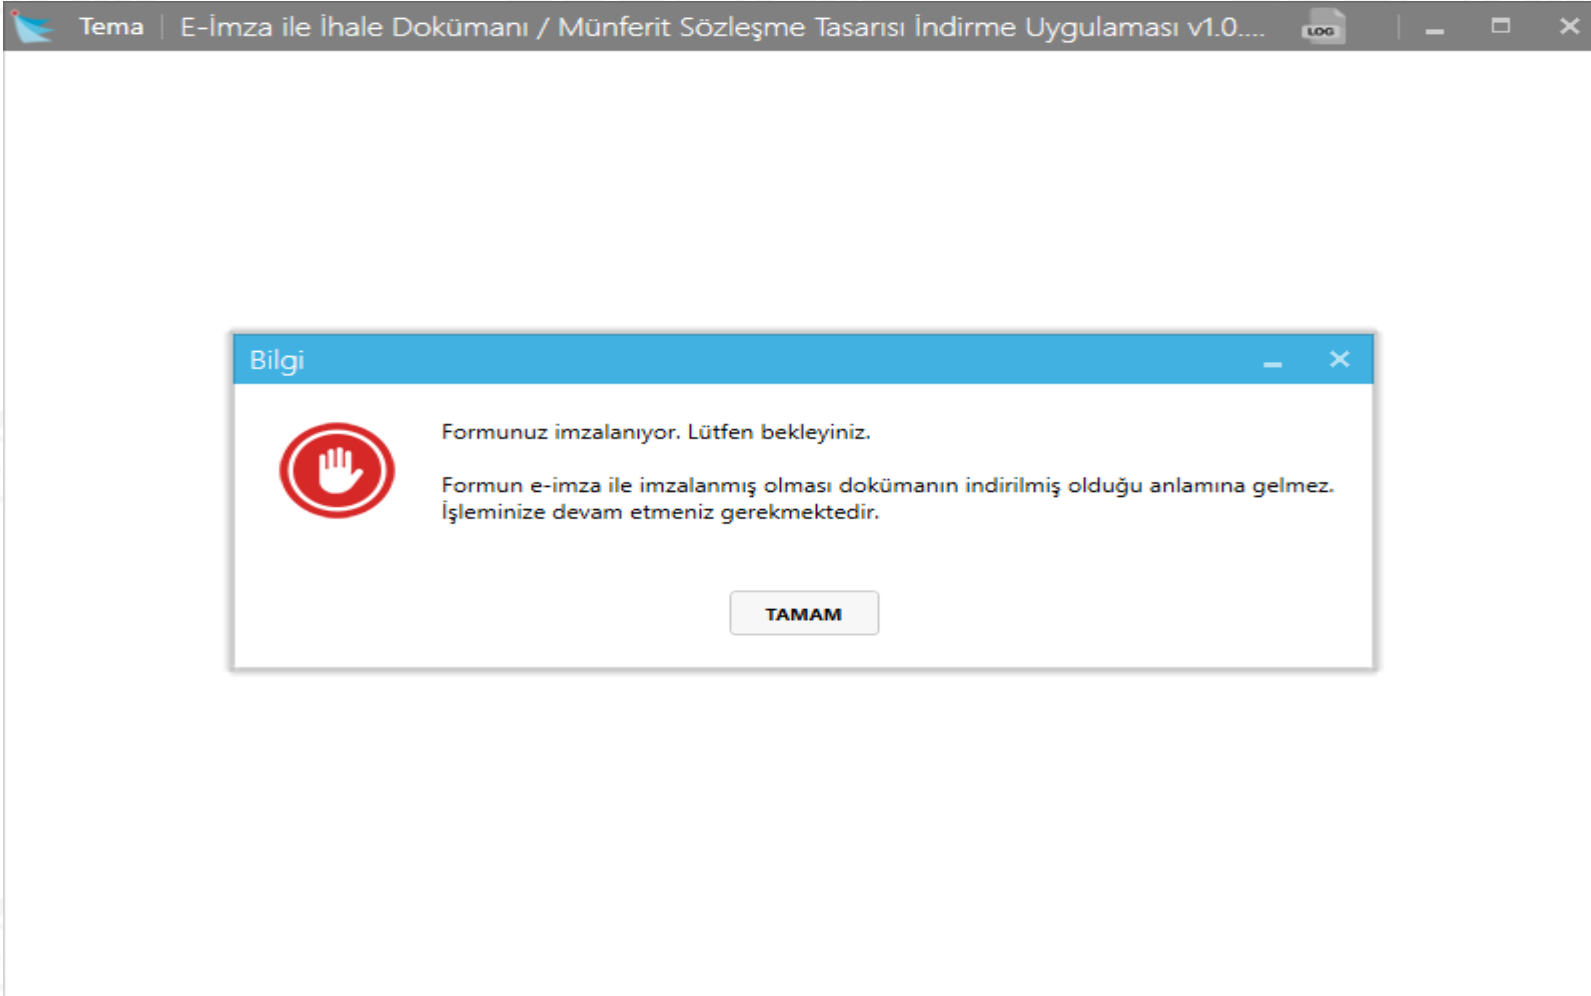 Tema | E-İmza ile İhale Dokümanı / Münferit Sözleşme Tasarısı İndirme Uygulaması v1.0....
LOG
Bilgi
Formunuz imzalanıyor. Lütfen bekleyiniz.
Formun e-imza ile imzalanmış olması dokümanın indirilmiş olduğu anlamına gelmez.
İşleminize devam etmeniz gerekmektedir.
TAMAM